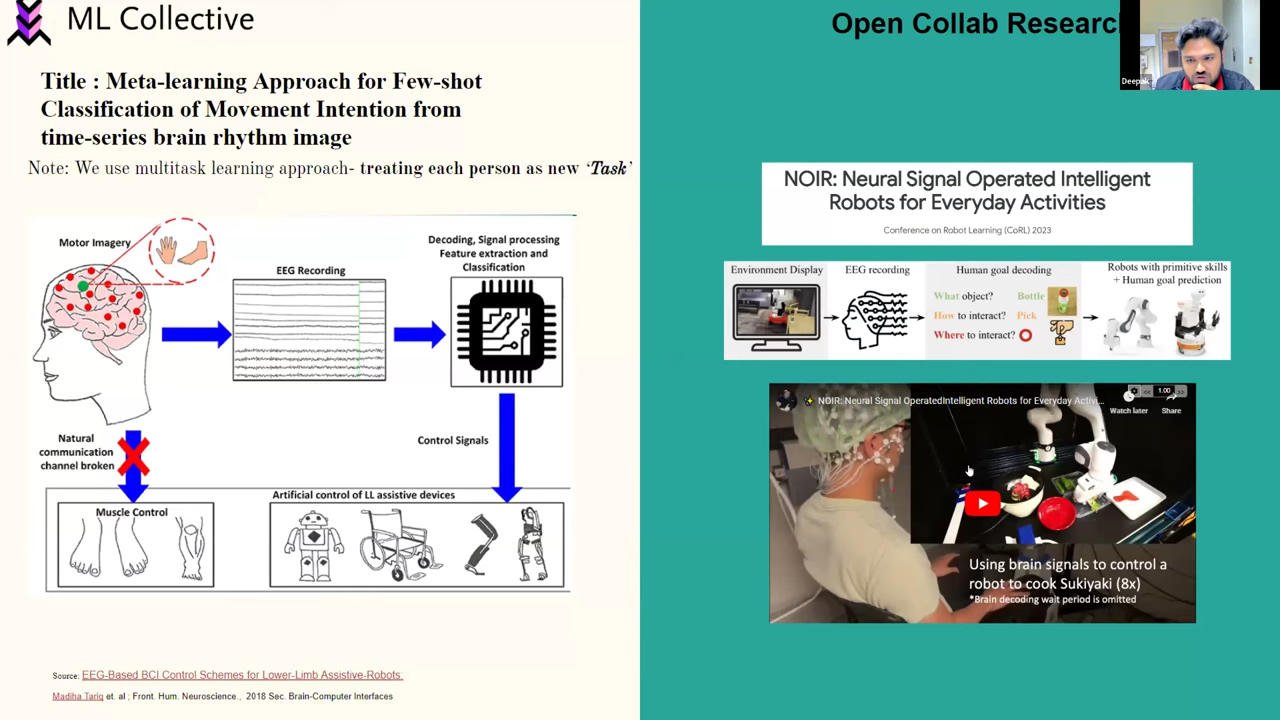 ML Collective
Title : Meta-learning Approach for Few-shot
Classification of Movement Intention from
time-series brain rhythm image
Note: We use multitask learning approach- treating each person as new ‘Task’
Motor Imagery
EEG Recording
Decoding, Signal processing
Feature extraction and
Classification
Natural
communication
channel broken
Control Signals
Artificial control of LL assistive devices
Muscle Control
Source: EEG-Based BCI Control Schemes for Lower-Limb Assistive-Robots.
Madiha Tariq et. al ; Front. Hum. Neuroscience., 2018 Sec. Brain-Computer Interfaces
Open Collab Researc
Deepak
NOIR: Neural Signal Operated Intelligent
Robots for Everyday Activities
Conference on Robot Learning (CoRL) 2023
Environment Display
EEG recording
Human goal decoding
What object? Bottle
How to interact? Pick
Where to interact?
Robots with primitive skills
+ Human goal prediction
NOIR: Neural Signal OperatedIntelligent Robots for Everyday Activi...
1.00
Watch later
Share
Using brain signals to control a
robot to cook Sukiyaki (8x)
*Brain decoding wait period is omitted